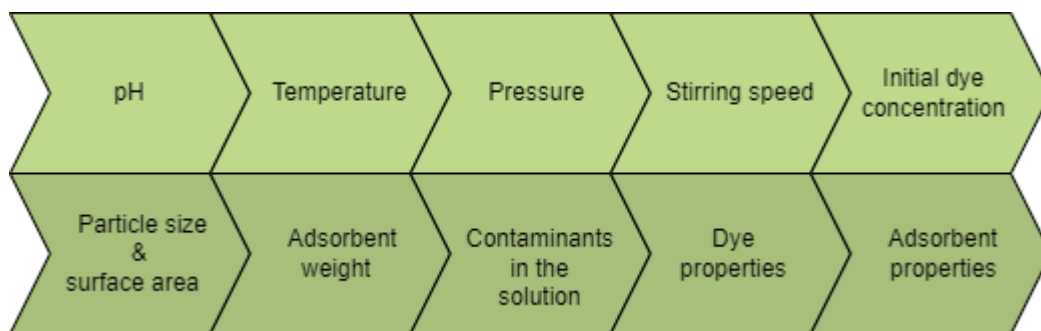 pH
Temperature
Pressure
Stirring speed
Initial dye
concentration
Particle size
&
surface area
Adsorbent
weight
Contaminants
in the
solution
Dye
properties
Adsorbent
properties